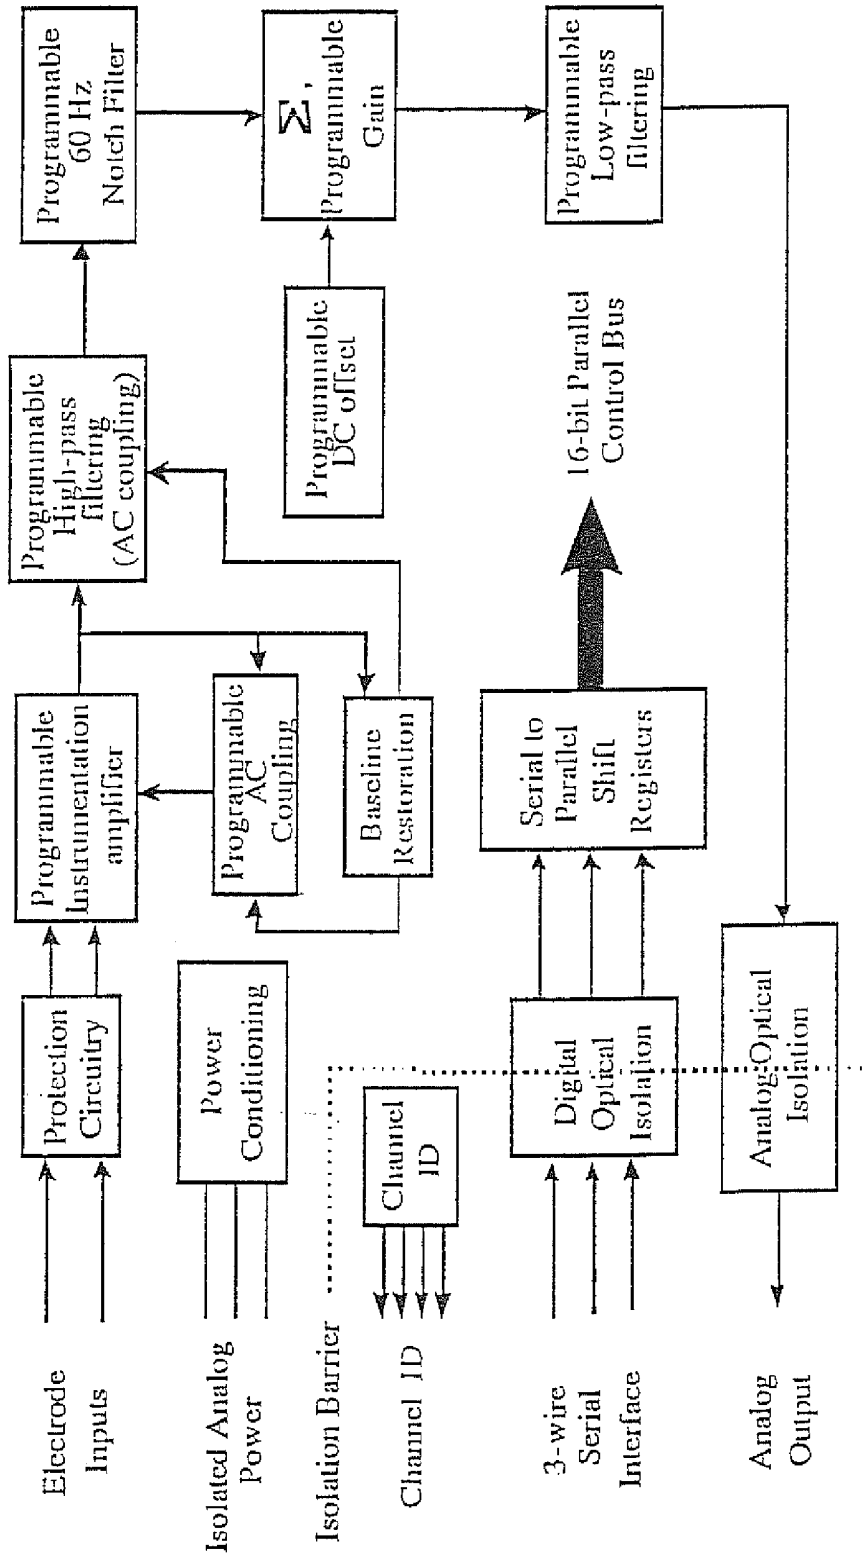 Electrode
Inputs
Protection
Circuitry
Programmable
Instrumentation
amplifier
Programmable
High-pass
filtering
(AC coupling)
Programmable
60 Hz
Notch Filter
Isolated Analog
Power
Power
Conditioning
Programmable
AC
Coupling
Baseline
Restoration
Programmable
DC offset
Σ,
Programmable
Gain
Isolation Barrier
Channel ID
Channel
ID
3-wire
Serial
Interface
Digital
Optical
Isolation
Serial to
Parallel
Shift
Registers
16-bit Parallel
Control Bus
Programmable
Low-pass
filtering
Analog
Output
Analog-Optical
Isolation